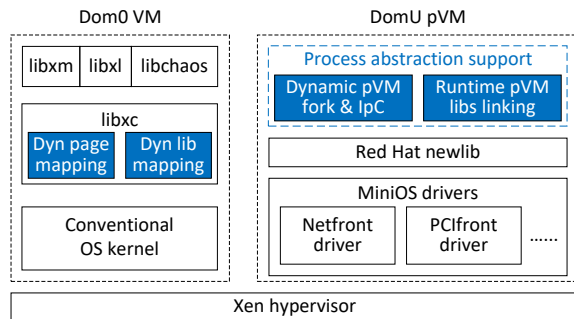 Dom0 VM
libxm
libxl
libchaos
libxc
Dyn page
mapping
Dyn lib
mapping
Conventional
OS kernel
DomU pVM
Process abstraction support
Dynamic pVM
fork & IpC
Runtime pVM
libs linking
Red Hat newlib
MiniOS drivers
Netfront
driver
PCIfront
driver
......
Xen hypervisor